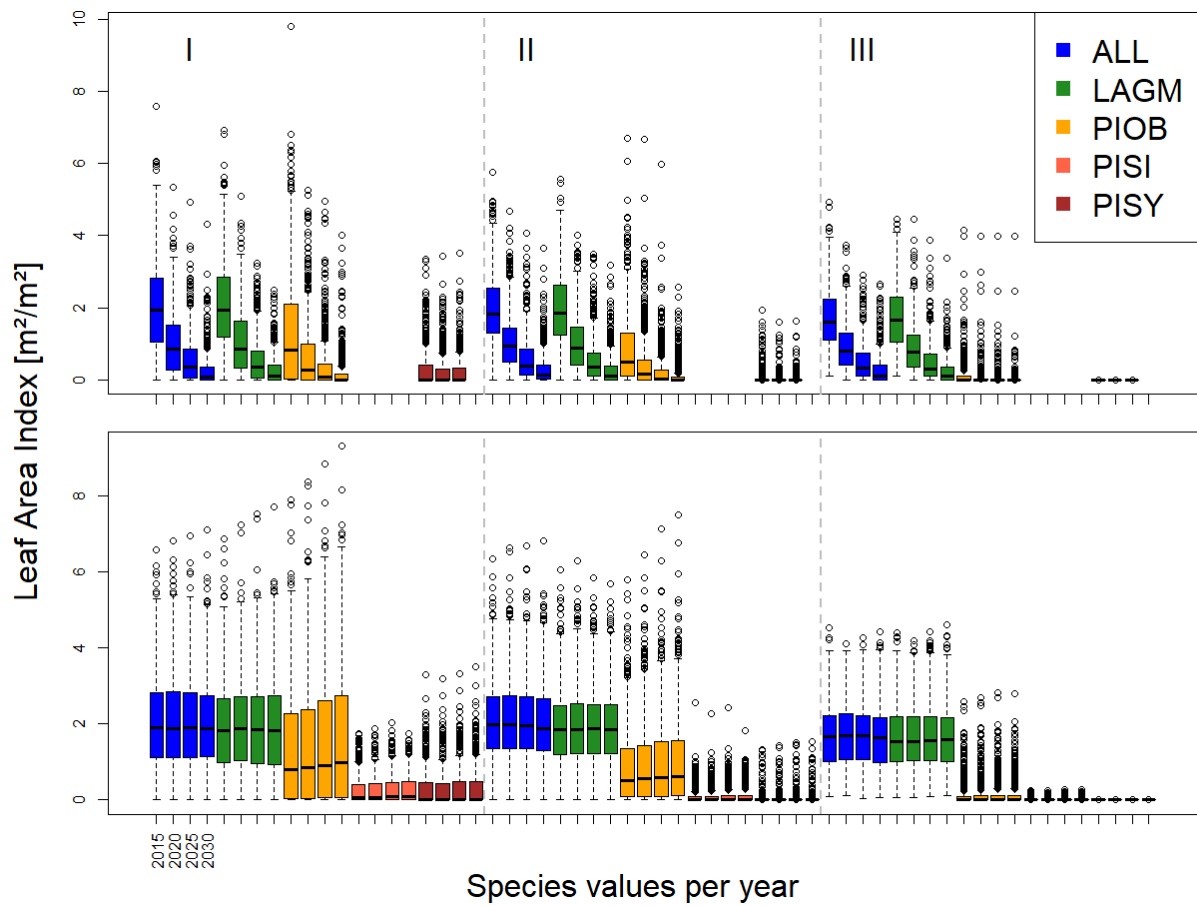 10
8
6
4
2
0
I
II
III
ALL
LAGM
PIOB
PISI
PISY
Leaf Area Index [m²/m²]
8
6
4
2
0
2015
2020
2025
2030
Species values per year